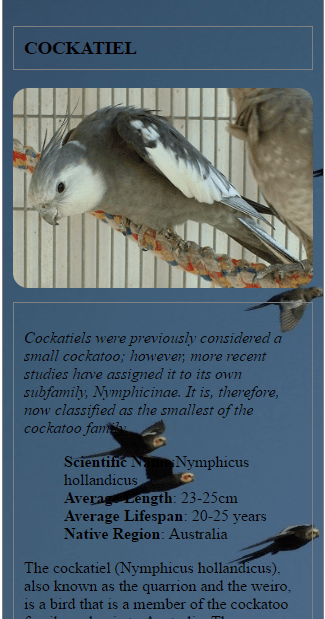 COCKATIEL
Cockatiels were previously considered a
small cockatoo; however, more recent
studies have assigned it to its own
subfamily, Nymphicinae. It is, therefore,
now classified as the smallest of the
cockatoo family.
Scientific Name:Nymphicus
hollandicus
Average Length: 23-25cm
Average Lifespan: 20-25 years
Native Region: Australia
The cockatiel (Nymphicus hollandicus),
also known as the quarrion and the weiro,
is a bird that is a member of the cockatoo